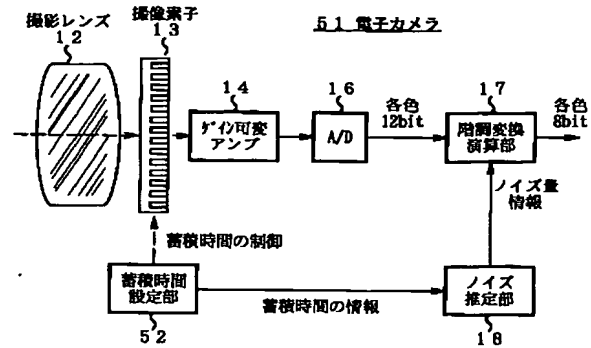 51 電子カメラ
撮影レンズ
12
撮像素子
13
14
ゲイン可変
アンプ
16
A/D
各色
12bit
17
階調変換
演算部
各色
8bit
ノイズ量
情報
蓄積時間の制御
蓄積時間
設定部
52
蓄積時間の情報
ノイズ
推定部
18